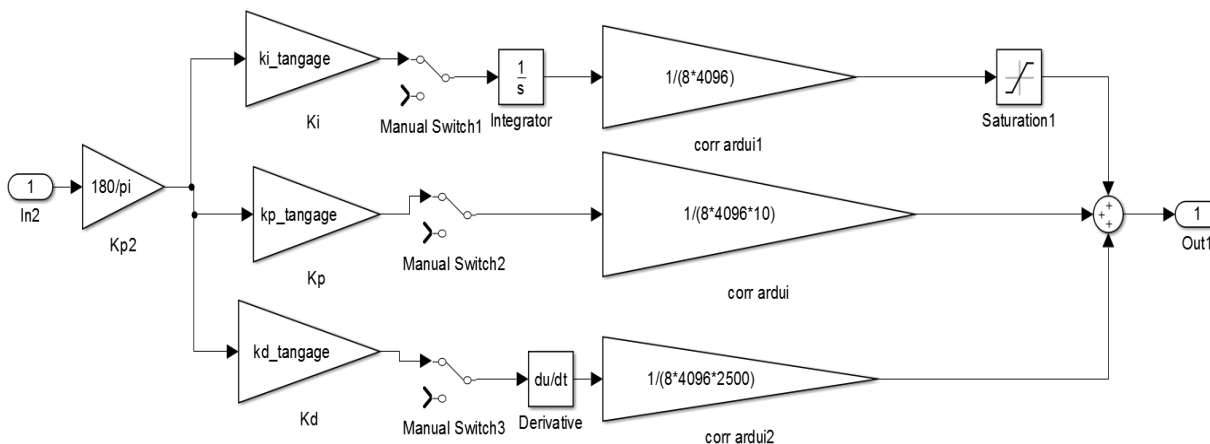 ki_tangage
Ki
Manual Switch1
1
s
Integrator
1/(8*4096)
corr ardui1
Saturation1
1
In2
180/pi
Kp2
kp_tangage
Kp
Manual Switch2
1/(8*4096*10)
corr ardui
+
+
+
1
Out1
kd_tangage
Kd
Manual Switch3
du/dt
Derivative
1/(8*4096*2500)
corr ardui2